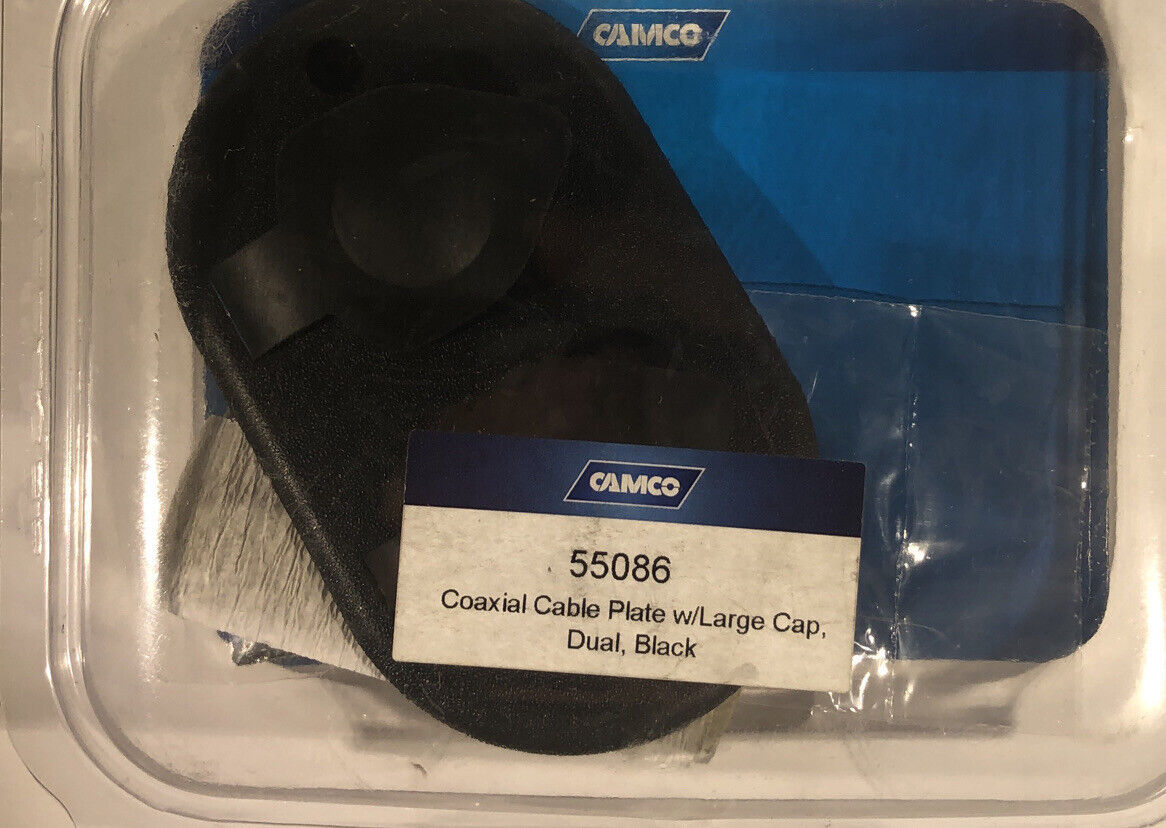 CAMCO
CAMCO
55086
Coaxial Cable Plate w/Large Cap,
Dual, Black